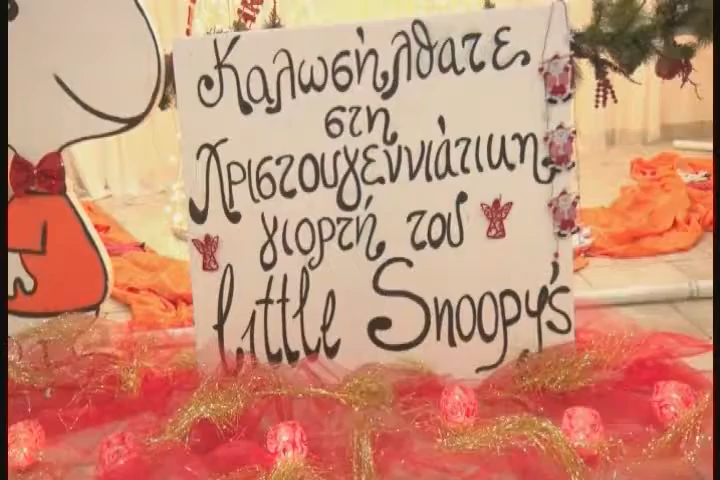 Καλωσήλθατε
στη
Χριστουγεννιάτικη
γιορτή του
little Snoopy's